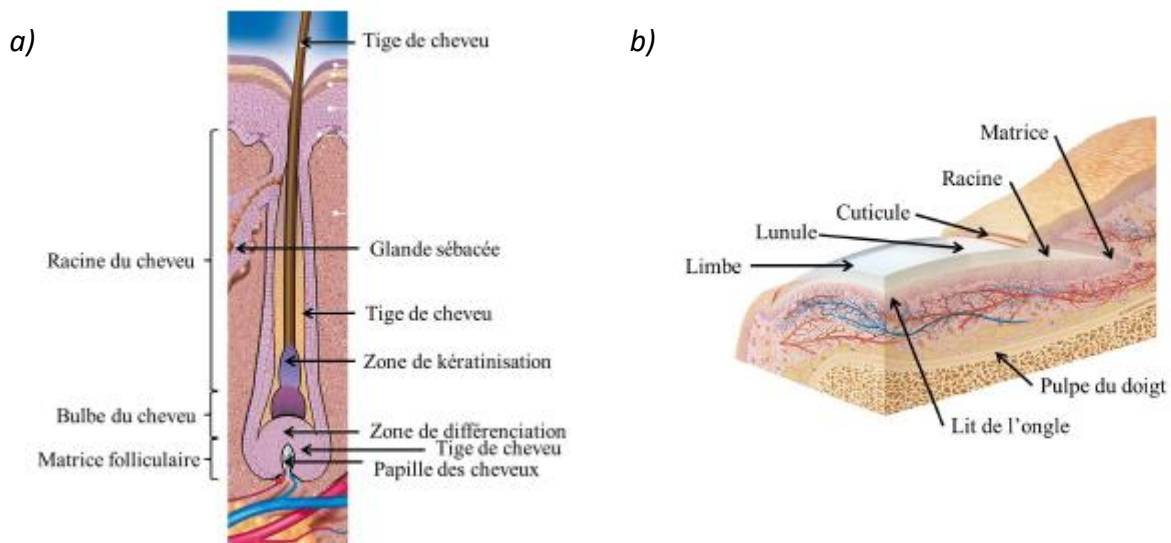 a)
Tige de cheveu
Racine du cheveu
Glande sébacée
Tige de cheveu
Zone de kératinisation
Bulbe du cheveu
Zone de différenciation
Tige de cheveu
Matrice folliculaire
Papille des cheveux
b)
Matrice
Racine
Cuticule
Lunule
Limbe
Pulpe du doigt
Lit de l'ongle